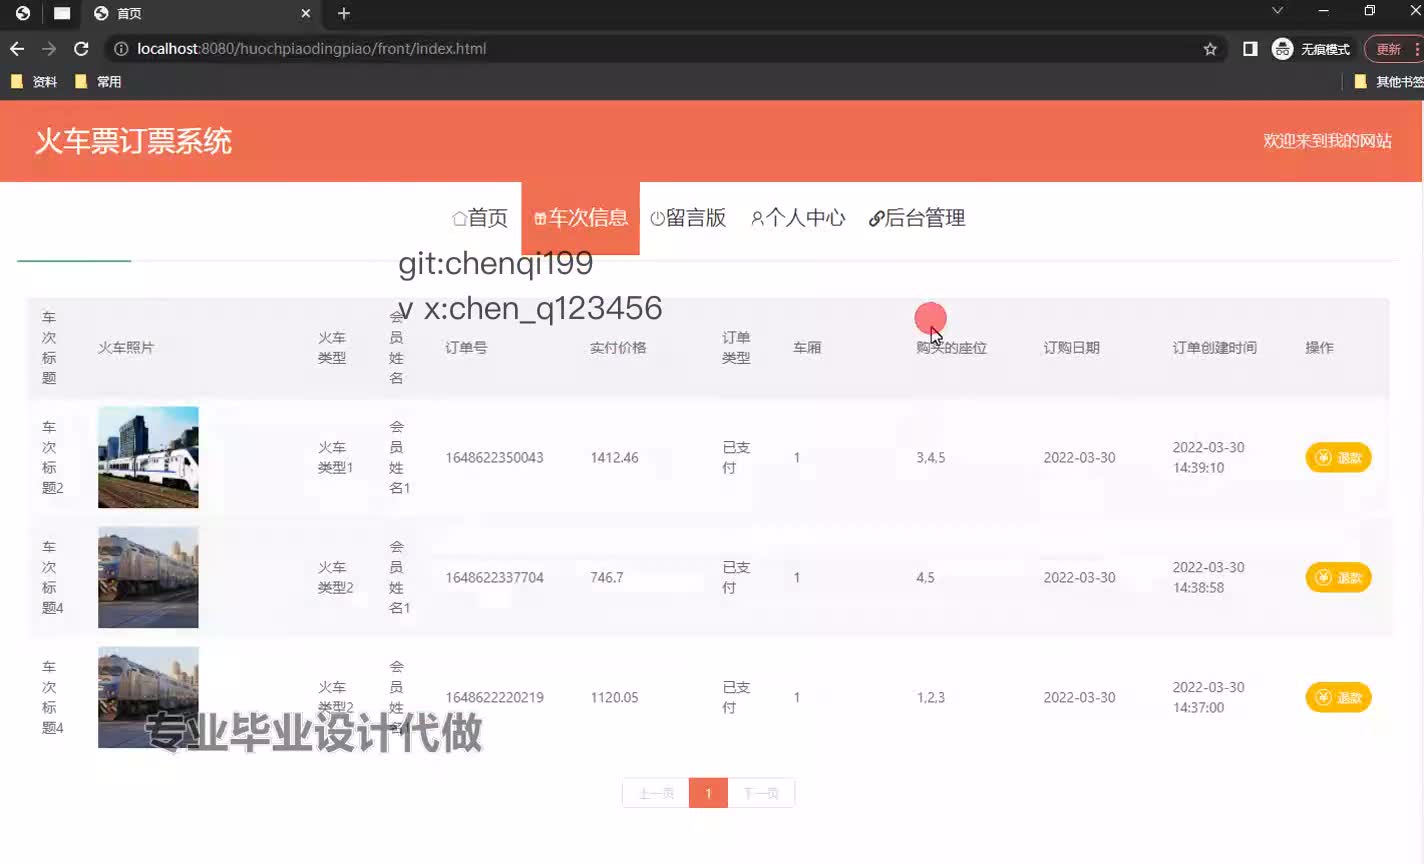 首页
localhost:8080/huochpiaodingpiao/front/index.html
无痕模式
更新
资料
常用
其他书签
火车票订票系统
欢迎来到我的网站
首页
车次信息
留言版
个人中心
后台管理
git:chenqi199
v x:chen_q123456
车次标题
火车照片
火车类型
会员姓名
订单号
实付价格
订单类型
车厢
购买的座位
订购日期
订单创建时间
操作
车次标题2
火车类型1
会员姓名1
1648622350043
1412.46
已支付
1
3,4,5
2022-03-30
2022-03-30 14:39:10
退款
车次标题4
火车类型2
会员姓名1
1648622337704
746.7
已支付
1
4,5
2022-03-30
2022-03-30 14:38:58
退款
车次标题4
火车类型2
会员姓名1
1648622220219
1120.05
已支付
1
1,2,3
2022-03-30
2022-03-30 14:37:00
退款
专业毕业设计代做
上一页
1
下一页